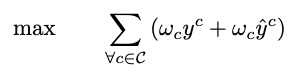 max ∑_{∀c∈𝒞} (ω_c y^c + ω_c ŷ^c)